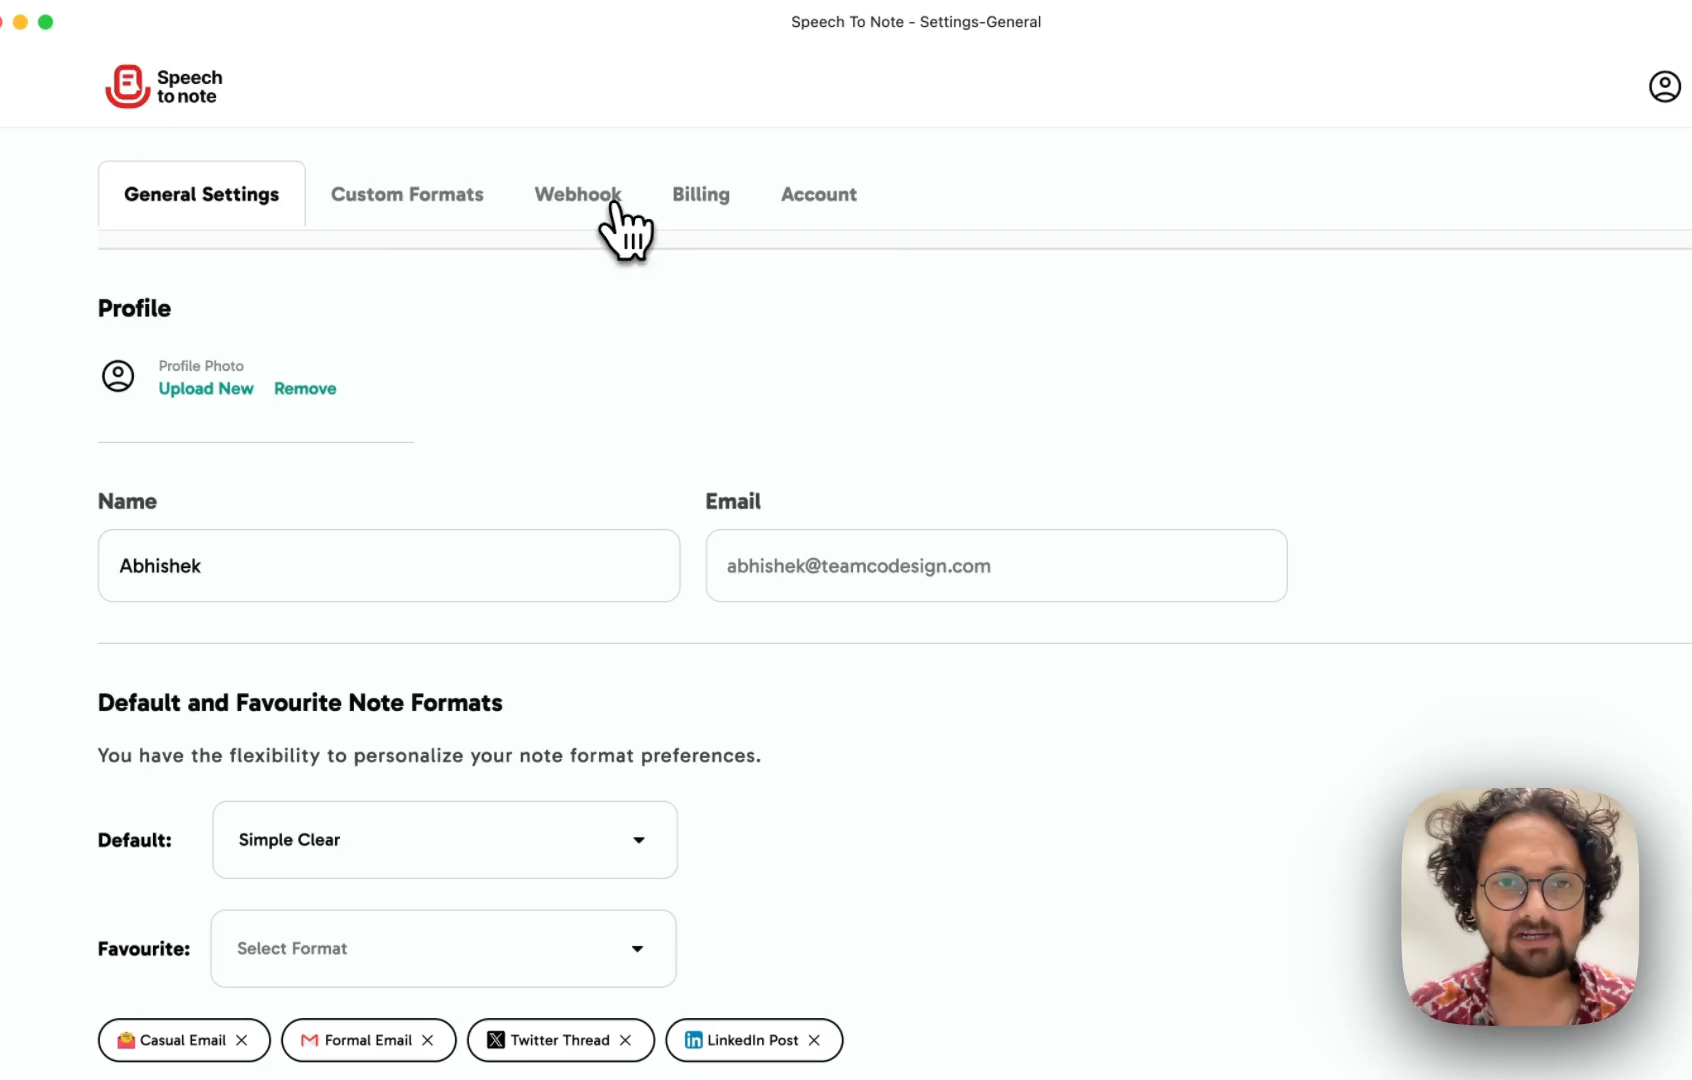 Speech To Note - Settings-General
Speech
to note
General Settings
Custom Formats
Webhook
Billing
Account
Profile
Profile Photo
Upload New
Remove
Name
Email
Abhishek
abhishek@teamcodesign.com
Default and Favourite Note Formats
You have the flexibility to personalize your note format preferences.
Default:
Simple Clear
Favourite:
Select Format
Casual Email
Formal Email
Twitter Thread
LinkedIn Post